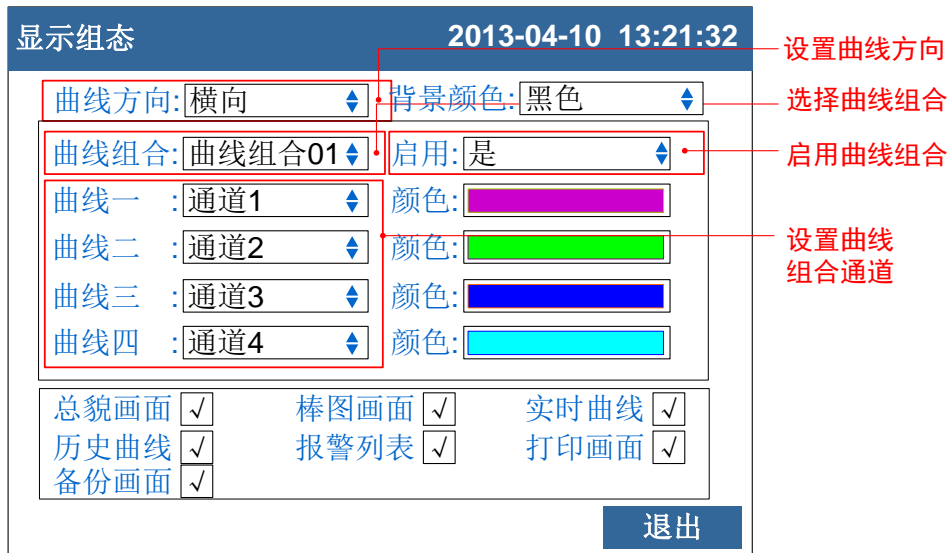 显示组态 2013-04-10 13:21:32
设置曲线方向
曲线方向: 横向 背景颜色: 黑色
选择曲线组合
曲线组合: 曲线组合01 启用: 是
启用曲线组合
曲线一 : 通道1 颜色:
曲线二 : 通道2 颜色:
设置曲线
组合通道
曲线三 : 通道3 颜色:
曲线四 : 通道4 颜色:
总貌画面 √ 棒图画面 √ 实时曲线 √
历史曲线 √ 报警列表 √ 打印画面 √
备份画面 √
退出